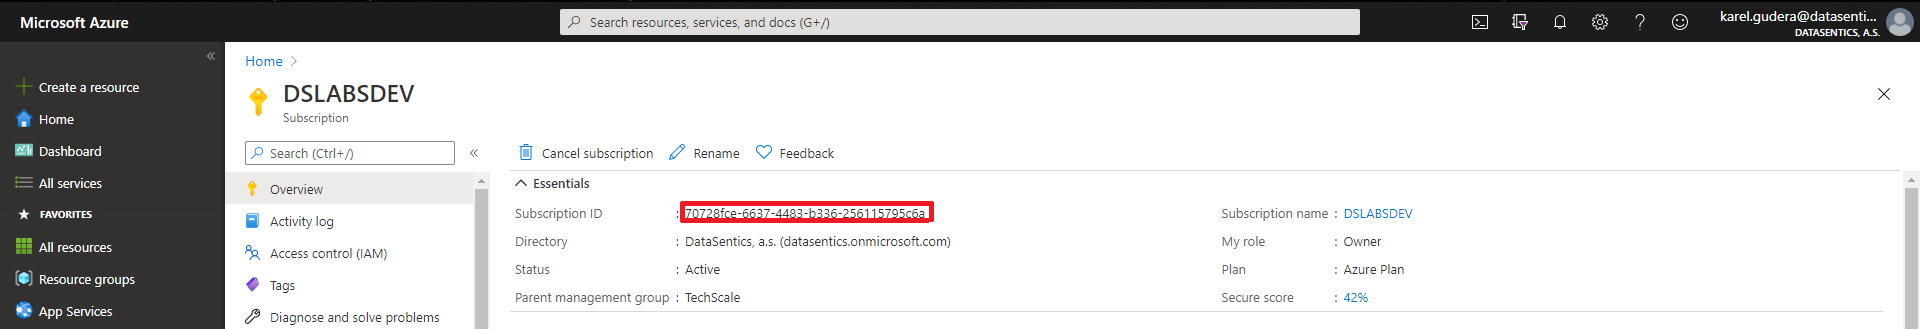 Microsoft Azure
Search resources, services, and docs (G+/)
karel.gudera@datasenti...
DATASENTICS, A.S.
Create a resource
Home
Dashboard
All services
FAVORITES
All resources
Resource groups
App Services
Home
DSLABSDEV
Subscription
Search (Ctrl+/)
Overview
Activity log
Access control (IAM)
Tags
Diagnose and solve problems
Cancel subscription Rename Feedback
Essentials
Subscription ID : 70728fce-6637-4483-b336-256115795c6a
Directory : DataSentics, a.s. (datasentics.onmicrosoft.com)
Status : Active
Parent management group : TechScale
Subscription name : DSLABSDEV
My role : Owner
Plan : Azure Plan
Secure score : 42%